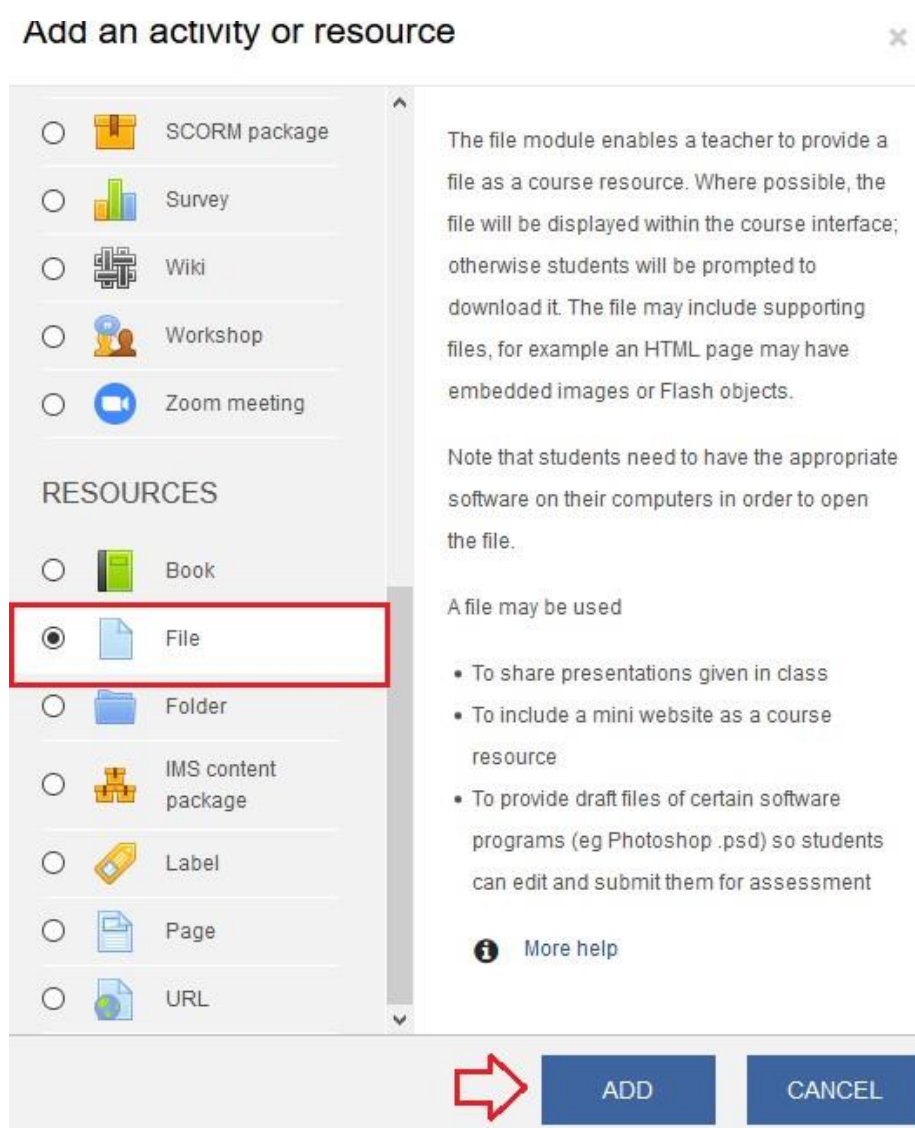 Add an activity or resource
SCORM package
Survey
Wiki
Workshop
Zoom meeting
RESOURCES
Book
File
Folder
IMS content
package
Label
Page
URL
The file module enables a teacher to provide a
file as a course resource. Where possible, the
file will be displayed within the course interface;
otherwise students will be prompted to
download it. The file may include supporting
files, for example an HTML page may have
embedded images or Flash objects.
Note that students need to have the appropriate
software on their computers in order to open
the file.
A file may be used
• To share presentations given in class
• To include a mini website as a course
resource
• To provide draft files of certain software
programs (eg Photoshop .psd) so students
can edit and submit them for assessment
More help
ADD
CANCEL